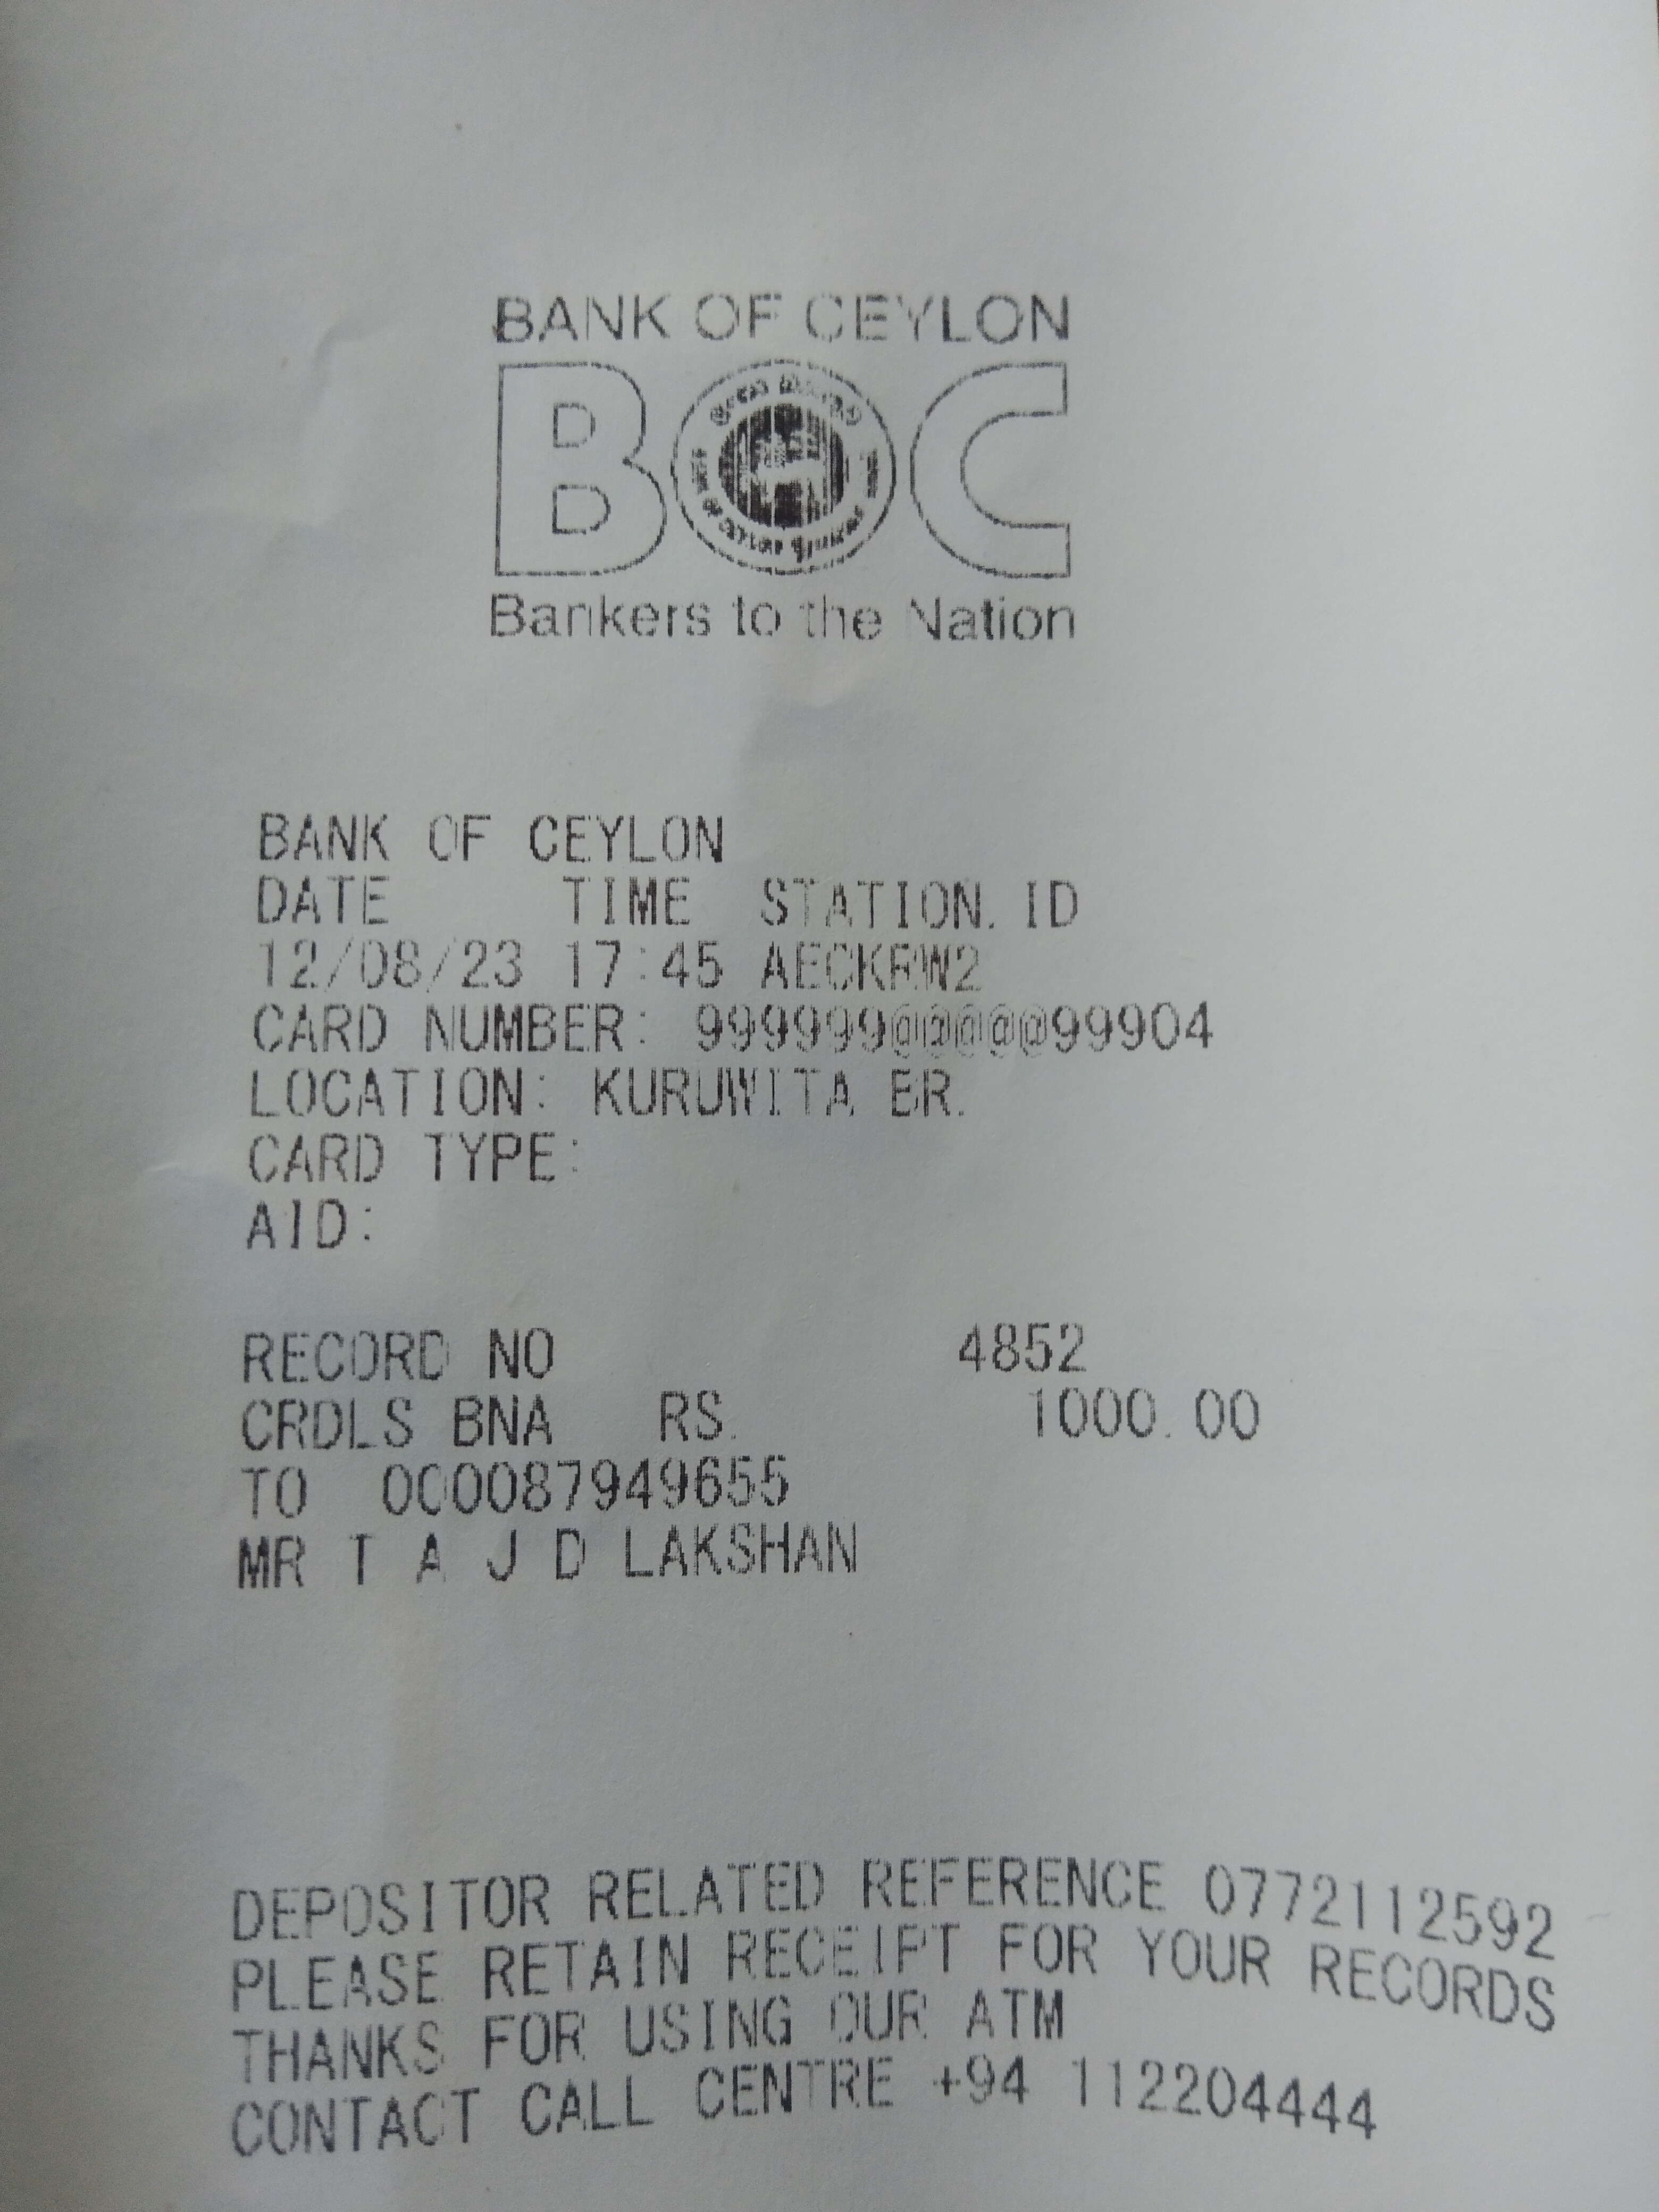 BANK OF CEYLON
BOC
Bankers to the Nation
BANK OF CEYLON
DATE TIME STATION. ID
12/08/23 17:45 AECKRW2
CARD NUMBER: 999999@@@@@99904
LOCATION: KURUWITA BR.
CARD TYPE:
AID:
RECORD NO 4852
CRDLS BNA RS. 1000.00
TO 000087949655
MR T A J D LAKSHAN
DEPOSITOR RELATED REFERENCE 0772112592
PLEASE RETAIN RECEIPT FOR YOUR RECORDS
THANKS FOR USING OUR ATM
CONTACT CALL CENTRE +94 112204444